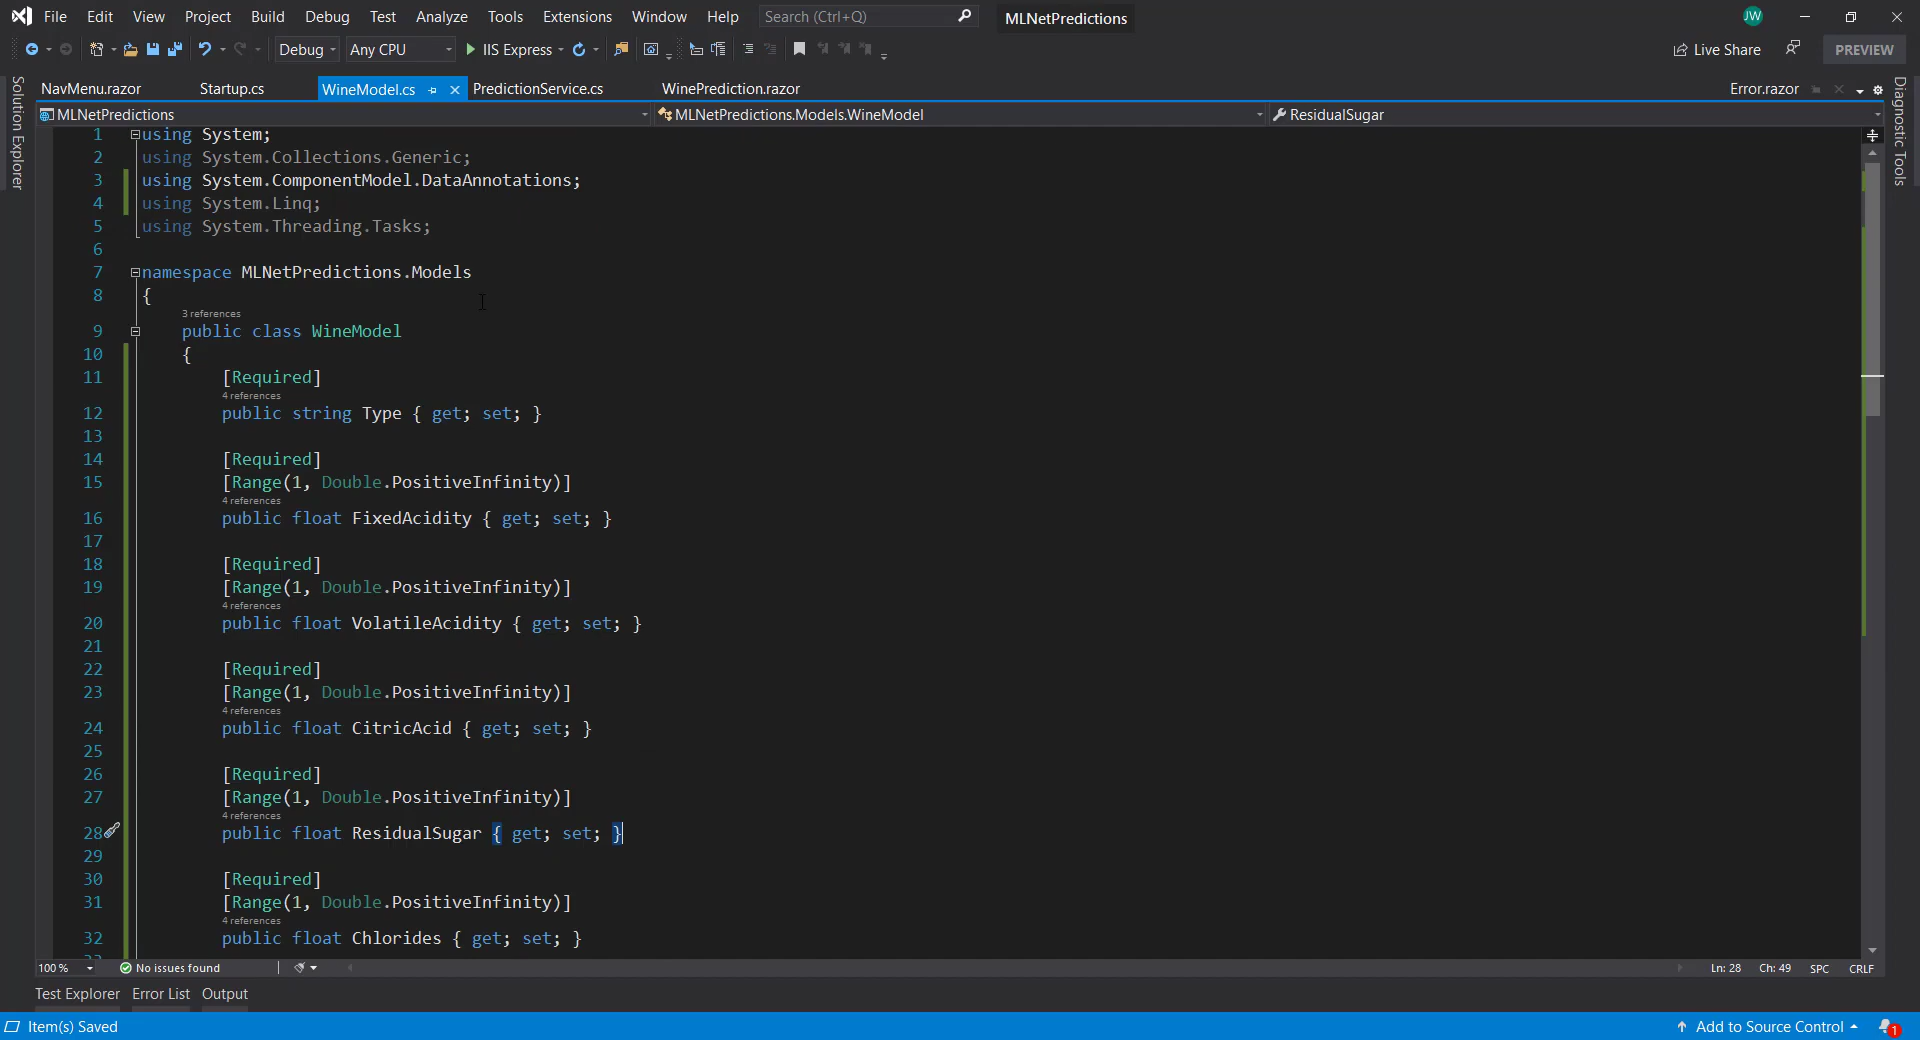 File Edit View Project Build Debug Test Analyze Tools Extensions Window Help Search (Ctrl+Q) MLNetPredictions JW
Debug Any CPU IIS Express Live Share PREVIEW
NavMenu.razor Startup.cs WineModel.cs PredictionService.cs WinePrediction.razor Error.razor
MLNetPredictions MLNetPredictions.Models.WineModel ResidualSugar
Solution Explorer
Diagnostic Tools
1 using System;
2 using System.Collections.Generic;
3 using System.ComponentModel.DataAnnotations;
4 using System.Linq;
5 using System.Threading.Tasks;
6
7 namespace MLNetPredictions.Models
8 {
3 references
9 public class WineModel
10 {
11 [Required]
4 references
12 public string Type { get; set; }
13
14 [Required]
15 [Range(1, Double.PositiveInfinity)]
4 references
16 public float FixedAcidity { get; set; }
17
18 [Required]
19 [Range(1, Double.PositiveInfinity)]
4 references
20 public float VolatileAcidity { get; set; }
21
22 [Required]
23 [Range(1, Double.PositiveInfinity)]
4 references
24 public float CitricAcid { get; set; }
25
26 [Required]
27 [Range(1, Double.PositiveInfinity)]
4 references
28 public float ResidualSugar { get; set; }
29
30 [Required]
31 [Range(1, Double.PositiveInfinity)]
4 references
32 public float Chlorides { get; set; }
100 % No issues found Ln: 28 Ch: 49 SPC CRLF
Test Explorer Error List Output
Item(s) Saved Add to Source Control 1